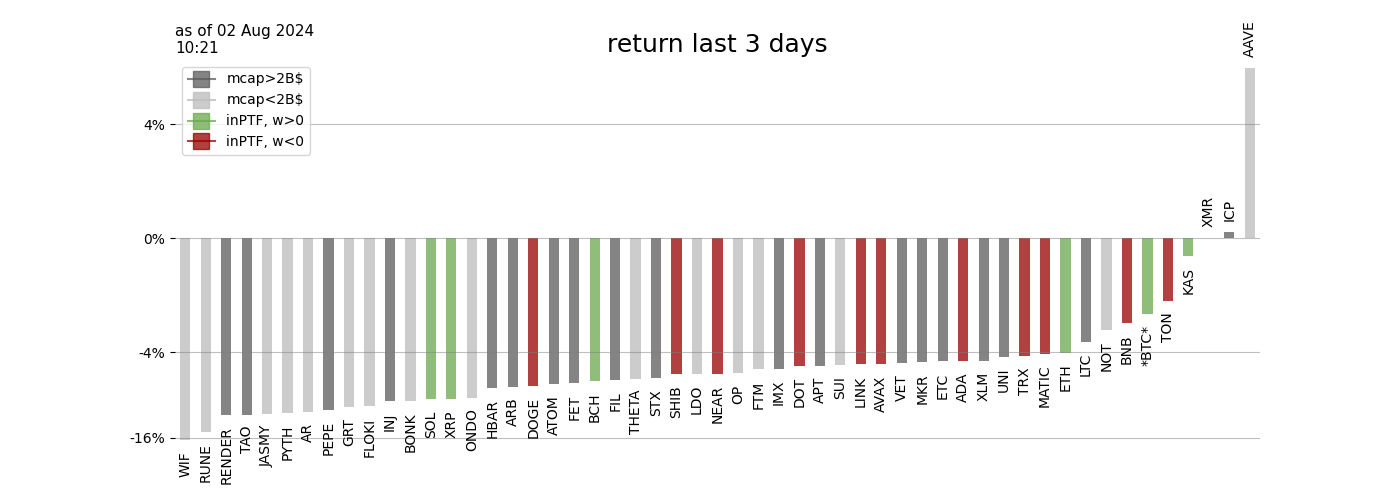 as of 02 Aug 2024
10:21
return last 3 days
mcap>2B$
mcap<2B$
inPTF, w>0
inPTF, w<0
4%
0%
-4%
-16%
WIF
RUNE
RENDER
TAO
JASMY
PYTH
AR
PEPE
GRT
FLOKI
INJ
BONK
SOL
XRP
ONDO
HBAR
ARB
DOGE
ATOM
FET
BCH
FIL
THETA
STX
SHIB
LDO
NEAR
OP
FTM
IMX
DOT
APT
SUI
LINK
AVAX
VET
MKR
ETC
ADA
XLM
UNI
TRX
MATIC
ETH
LTC
NOT
BNB
*BTC*
TON
KAS
XMR
ICP
AAVE